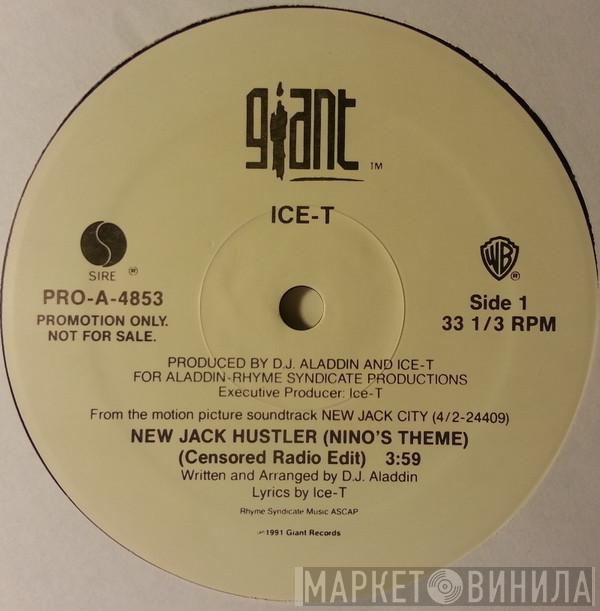 giant TM
ICE-T
SIRE ®
WB ®
PRO-A-4853
PROMOTION ONLY.
NOT FOR SALE.
Side 1
33 1/3 RPM
PRODUCED BY D.J. ALADDIN AND ICE-T
FOR ALADDIN-RHYME SYNDICATE PRODUCTIONS
Executive Producer: Ice-T
From the motion picture soundtrack NEW JACK CITY (4/2-24409)
NEW JACK HUSTLER (NINO'S THEME)
(Censored Radio Edit) 3:59
Written and Arranged by D.J. Aladdin
Lyrics by Ice-T
Rhyme Syndicate Music ASCAP
℗1991 Giant Records
МАРКЕТ ВИНИЛА